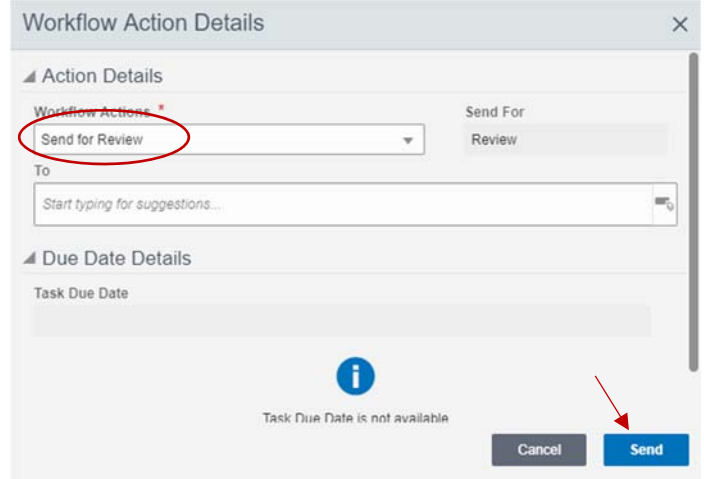 Workflow Action Details
Action Details
Workflow Actions *
Send For
Send for Review
Review
To
Start typing for suggestions...
Due Date Details
Task Due Date
i
Task Due Date is not available
Cancel
Send